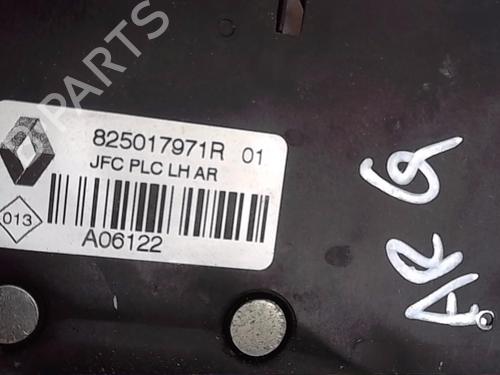 PARTS
825017971R 01
JFC PLC LH AR
013
A06122
AR G